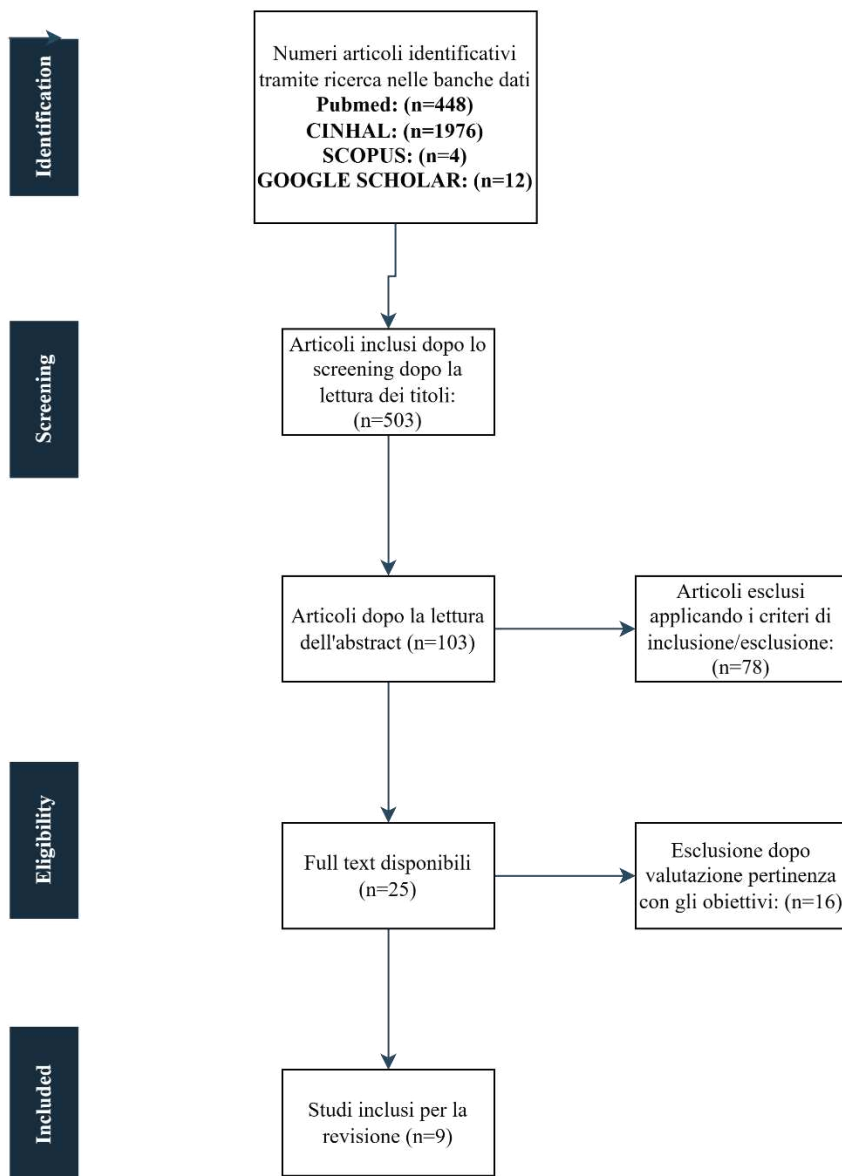 Identification
Numeri articoli identificativi
tramite ricerca nelle banche dati
Pubmed: (n=448)
CINHAL: (n=1976)
SCOPUS: (n=4)
GOOGLE SCHOLAR: (n=12)
Screening
Articoli inclusi dopo lo
screening dopo la
lettura dei titoli:
(n=503)
Articoli dopo la lettura
dell'abstract (n=103)
Articoli esclusi
applicando i criteri di
inclusione/esclusione:
(n=78)
Eligibility
Full text disponibili
(n=25)
Esclusione dopo
valutazione pertinenza
con gli obiettivi: (n=16)
Included
Studi inclusi per la
revisione (n=9)